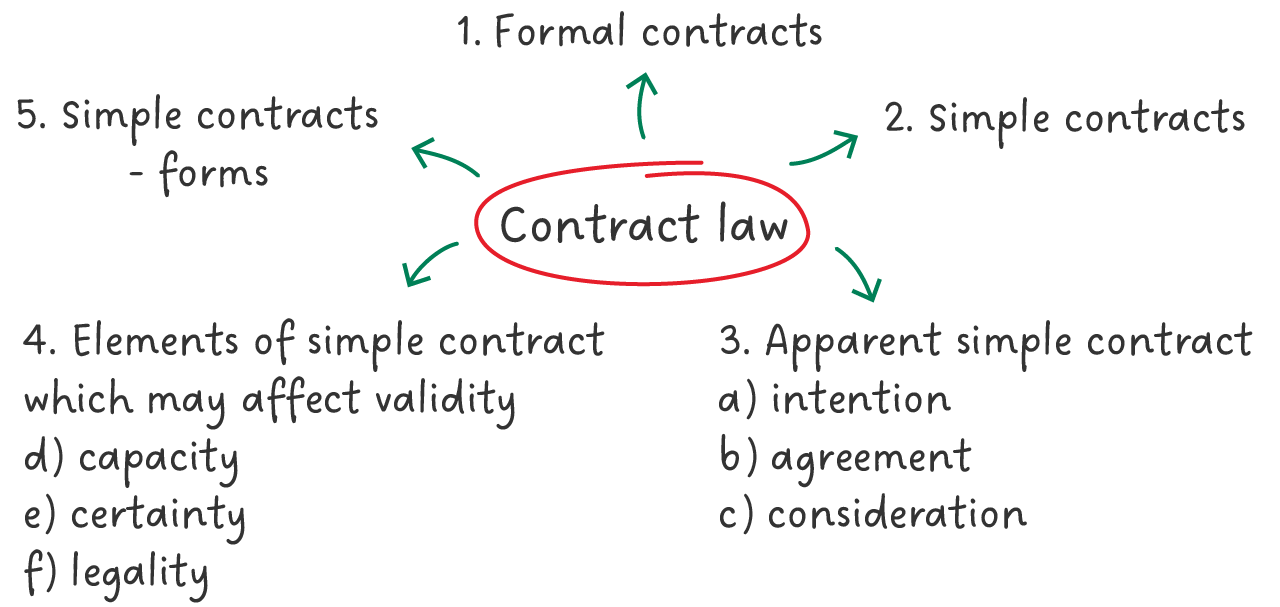 1. Formal contracts
5. Simple contracts
- forms
2. Simple contracts
Contract law
4. Elements of simple contract
which may affect validity
d) capacity
e) certainty
f) legality
3. Apparent simple contract
a) intention
b) agreement
c) consideration